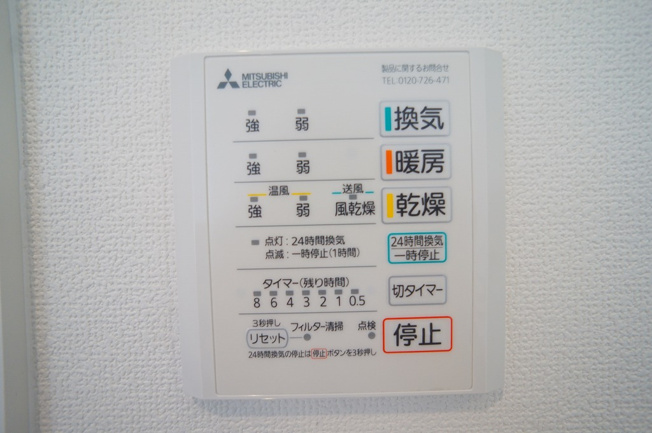 MITSUBISHI ELECTRIC
製品に関するお問合せ
TEL 0120-726-471
強 弱 換気
強 弱 暖房
温風 送風
強 弱 風乾燥 乾燥
点灯:24時間換気
点滅:一時停止(1時間)
24時間換気
一時停止
タイマー(残り時間)
8 6 4 3 2 1 0.5
切タイマー
3秒押し
リセット フィルター清掃 点検
停止
24時間換気の停止は停止ボタンを3秒押し